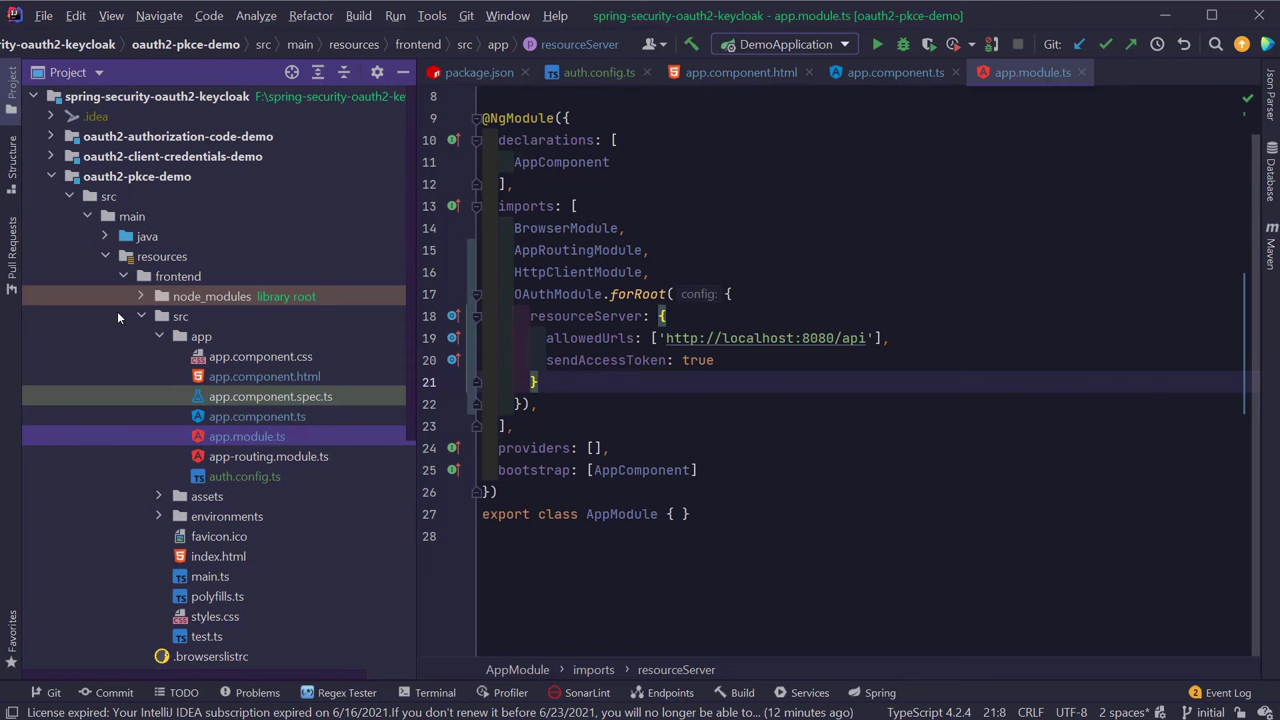 File Edit View Navigate Code Analyze Refactor Build Run Tools Git Window Help spring-security-oauth2-keycloak - app.module.ts [oauth2-pkce-demo]
rity-oauth2-keycloak oauth2-pkce-demo src main resources frontend src app resourceServer DemoApplication Git:
Project
package.json auth.config.ts app.component.html app.component.ts app.module.ts
Project
Structure
Pull Requests
Favorites
spring-security-oauth2-keycloak F:\spring-security-oauth2-ke
.idea
oauth2-authorization-code-demo
oauth2-client-credentials-demo
oauth2-pkce-demo
src
main
java
resources
frontend
node_modules library root
src
app
app.component.css
app.component.html
app.component.spec.ts
app.component.ts
app.module.ts
app-routing.module.ts
auth.config.ts
assets
environments
favicon.ico
index.html
main.ts
polyfills.ts
styles.css
test.ts
.browserslistrc
8
9 @NgModule({
10 declarations: [
11 AppComponent
12 ],
13 imports: [
14 BrowserModule,
15 AppRoutingModule,
16 HttpClientModule,
17 OAuthModule.forRoot( config: {
18 resourceServer: {
19 allowedUrls: ['http://localhost:8080/api'],
20 sendAccessToken: true
21 }
22 }),
23 ],
24 providers: [],
25 bootstrap: [AppComponent]
26 })
27 export class AppModule { }
28
Json Parser
Database
Maven
AppModule imports resourceServer
Git Commit TODO Problems Regex Tester Terminal Profiler SonarLint Endpoints Build Services Spring 2 Event Log
License expired: Your IntelliJ IDEA subscription expired on 6/16/2021.If you don't renew it before 6/23/2021, you will no longer be able to... (12 minutes ago) TypeScript 4.2.4 21:8 CRLF UTF-8 2 spaces* initial